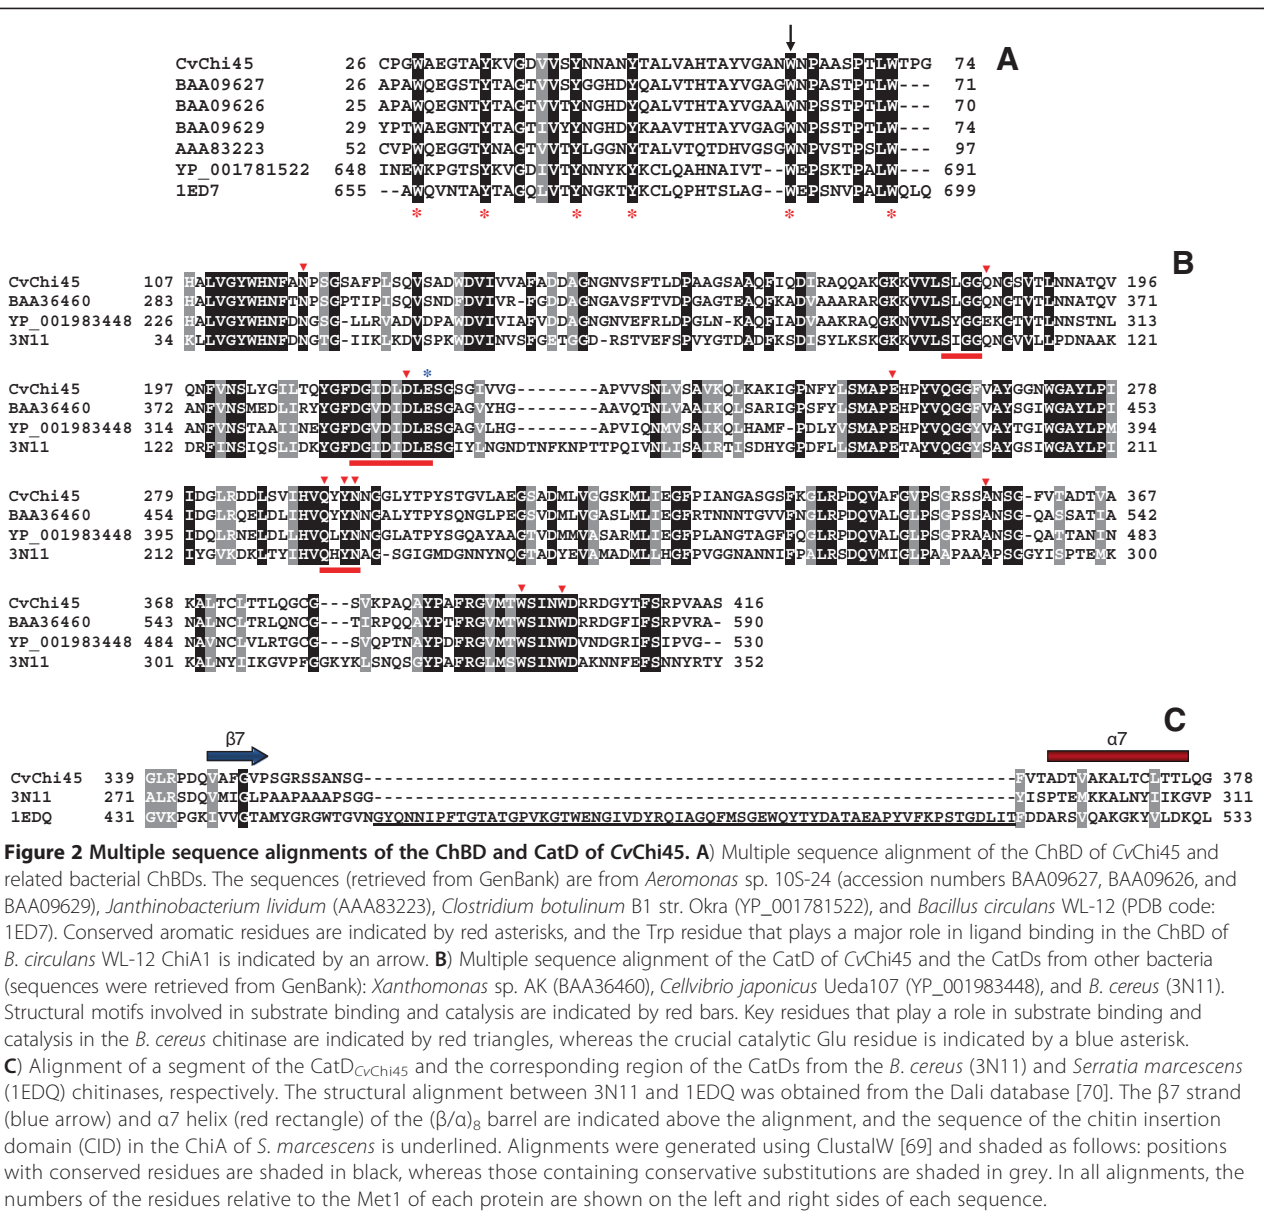 A
CvChi45 26 CPGWAEGTAYKVGDVVSYNNANYTALVAHTAYVGANWNPAASPTLWTPG 74
BAA09627 26 APAWQEGSTYTAGTVVSYGGHDYQALVTHTAYVGAGWNPASTPTLW--- 71
BAA09626 25 APAWQEGNTYTAGTVVTYNGHDYQALVTHTAYVGAAWNPSSTPTLW--- 70
BAA09629 29 YPTWAEGNTYTAGTIVYYNGHDYKAAVTHTAYVGAGWNPSSTPTLW--- 74
AAA83223 52 CVPWQEGGTYNAGTVVTYLGGNYTALVTQTDHVGSGWNPVSTPSLW--- 97
YP_001781522 648 INEWKPGTSYKVGDIVTYNNYKYKCLQAHNAIVT--WEPSKTPALW--- 691
1ED7 655 --AWQVNTAYTAGQLVTYNGKTYKCLQPHTSLAG--WEPSNVPALWQLQ 699
* * * * * *
B
CvChi45 107 HALVGYWHNFANPSGSAFPLSQVSADWDVIVVAFADDAGNGNVSFTLDPAAGSAAQFIQDIRAQQAKGKKVVLSLGGQNGSVTLNNATQV 196
BAA36460 283 HALVGYWHNFTNPSGPTIPISQVSNDFDVIVR-FGDDAGNGAVSFTVDPGAGTEAQFKADVAAARARGKKVVLSLGGQNGSVTLNNATQV 371
YP_001983448 226 HALVGYWHNFDNGSG-LLRVADVDPAWDVIVIAFVDDAGNGNVEFRLDPGLN-KAQFIADVAAKRAQGKNVVLSYGGEKGTVTLNNSTNL 313
3N11 34 KLLVGYWHNFDNGTG-IIKLKDVSPKWDVINVSFGETGGD-RSTVEFSPVYGTDADFKSDISYLKSKGKKVVLSIGGQNGVVLLPDNAAK 121
*
CvChi45 197 QNFVNSLYGILTQYGFDGIDLDLESGSGIVVG--------APVVSNLVSAVKQLKAKIGPNFYLSMAPEHPYVQGGFVAYGGNWGAYLPI 278
BAA36460 372 ANFVNSMEDLIRYYGFDGVDIDLESGAGVYHG--------AAVQTNLVAAIKQLSARIGPSFYLSMAPEHPYVQGGFVAYSGIWGAYLPI 453
YP_001983448 314 ANFVNSTAAIINEYGFDGVDIDLESGAGVLHG--------APVIQNMVSAIKQLHAMF-PDLYVSMAPEHPYVQGGYVAYTGIWGAYLPM 394
3N11 122 DRFINSIQSLIDKYGFDGIDIDLESGIYLNGNDTNFKNPTTPQIVNLISAIRTISDHYGPDFLLSMAPETAYVQGGYSAYGSIWGAYLPI 211
CvChi45 279 IDGLRDDLSVIHVQYYNNGGLYTPYSTGVLAEGSADMLVGGSKMLIEGFPIANGASGSFKGLRPDQVAFGVPSGRSSANSG-FVTADTVA 367
BAA36460 454 IDGLRQELDLIHVQYYNNGALYTPYSQNGLPEGSVDMLVGASLMLIEGFRTNNNTGVVFNGLRPDQVALGLPSGPSSANSG-QASSATIA 542
YP_001983448 395 IDQLRNELDLLHVQLYNNGGLATPYSGQAYAAGTVDMMVASARMLIEGFPLANGTAGFFQGLRPDQVALGLPSGPRAANSG-QATTANIN 483
3N11 212 IYGVKDKLTYIHVQHYNAG-SGIGMDGNNYNQGTADYEVAMADMLLHGFPVGGNANNIFPALRSDQVMIGLPAAPAAAPSGGYISPTEMK 300
CvChi45 368 KALTCLTTLQGCG---SVKPAQAYPAFRGVMTWSINWDRRDGYTFSRPVAAS 416
BAA36460 543 NALNCLTRLQNCG---TIRPQQAYPTFRGVMTWSINWDRRDGFIFSRPVRA- 590
YP_001983448 484 NAVNCLVLRTGCG---SVQPTNAYPDFRGVMTWSINWDVNDGRIFSIPVG-- 530
3N11 301 KALNYIIKGVPFGGKYKLSNQSGYPAFRGLMSWSINWDAKNNFEFSNNYRTY 352
C
β7 α7
CvChi45 339 GLRPDQVAFGVPSGRSSANSG----------------------------------------------------------------FVTADTVAKALTCLTTLQG 378
3N11 271 ALRSDQVMIGLPAAPAAAPSGG---------------------------------------------------------------YISPTEMKKALNYIIKGVP 311
1EDQ 431 GVKPGKIVVGTAMYGRGWTGVNGYQNNIPFTGTATGPVKGTWENGIVDYRQIAGQFMSGEWQYTYDATAEAPYVFKPSTGDLITFDDARSVQAKGKYVLDKQL 533
Figure 2 Multiple sequence alignments of the ChBD and CatD of CvChi45. A) Multiple sequence alignment of the ChBD of CvChi45 and
related bacterial ChBDs. The sequences (retrieved from GenBank) are from Aeromonas sp. 10S-24 (accession numbers BAA09627, BAA09626, and
BAA09629), Janthinobacterium lividum (AAA83223), Clostridium botulinum B1 str. Okra (YP_001781522), and Bacillus circulans WL-12 (PDB code:
1ED7). Conserved aromatic residues are indicated by red asterisks, and the Trp residue that plays a major role in ligand binding in the ChBD of
B. circulans WL-12 ChiA1 is indicated by an arrow. B) Multiple sequence alignment of the CatD of CvChi45 and the CatDs from other bacteria
(sequences were retrieved from GenBank): Xanthomonas sp. AK (BAA36460), Cellvibrio japonicus Ueda107 (YP_001983448), and B. cereus (3N11).
Structural motifs involved in substrate binding and catalysis are indicated by red bars. Key residues that play a role in substrate binding and
catalysis in the B. cereus chitinase are indicated by red triangles, whereas the crucial catalytic Glu residue is indicated by a blue asterisk.
C) Alignment of a segment of the CatDCvChi45 and the corresponding region of the CatDs from the B. cereus (3N11) and Serratia marcescens
(1EDQ) chitinases, respectively. The structural alignment between 3N11 and 1EDQ was obtained from the Dali database [70]. The β7 strand
(blue arrow) and α7 helix (red rectangle) of the (β/α)8 barrel are indicated above the alignment, and the sequence of the chitin insertion
domain (CID) in the ChiA of S. marcescens is underlined. Alignments were generated using ClustalW [69] and shaded as follows: positions
with conserved residues are shaded in black, whereas those containing conservative substitutions are shaded in grey. In all alignments, the
numbers of the residues relative to the Met1 of each protein are shown on the left and right sides of each sequence.